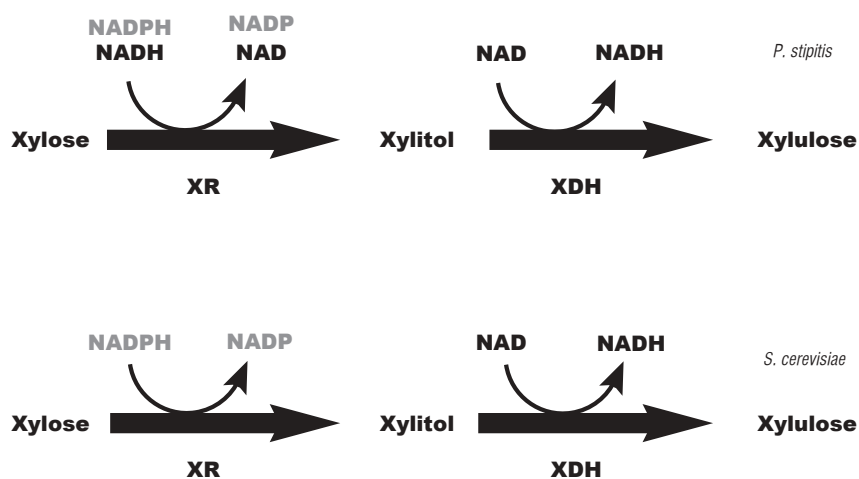 NADPH NADP
NADH NAD NAD NADH P. stipitis
Xylose Xylitol Xylulose
XR XDH
NADPH NADP NAD NADH
S. cerevisiae
Xylose Xylitol Xylulose
XR XDH